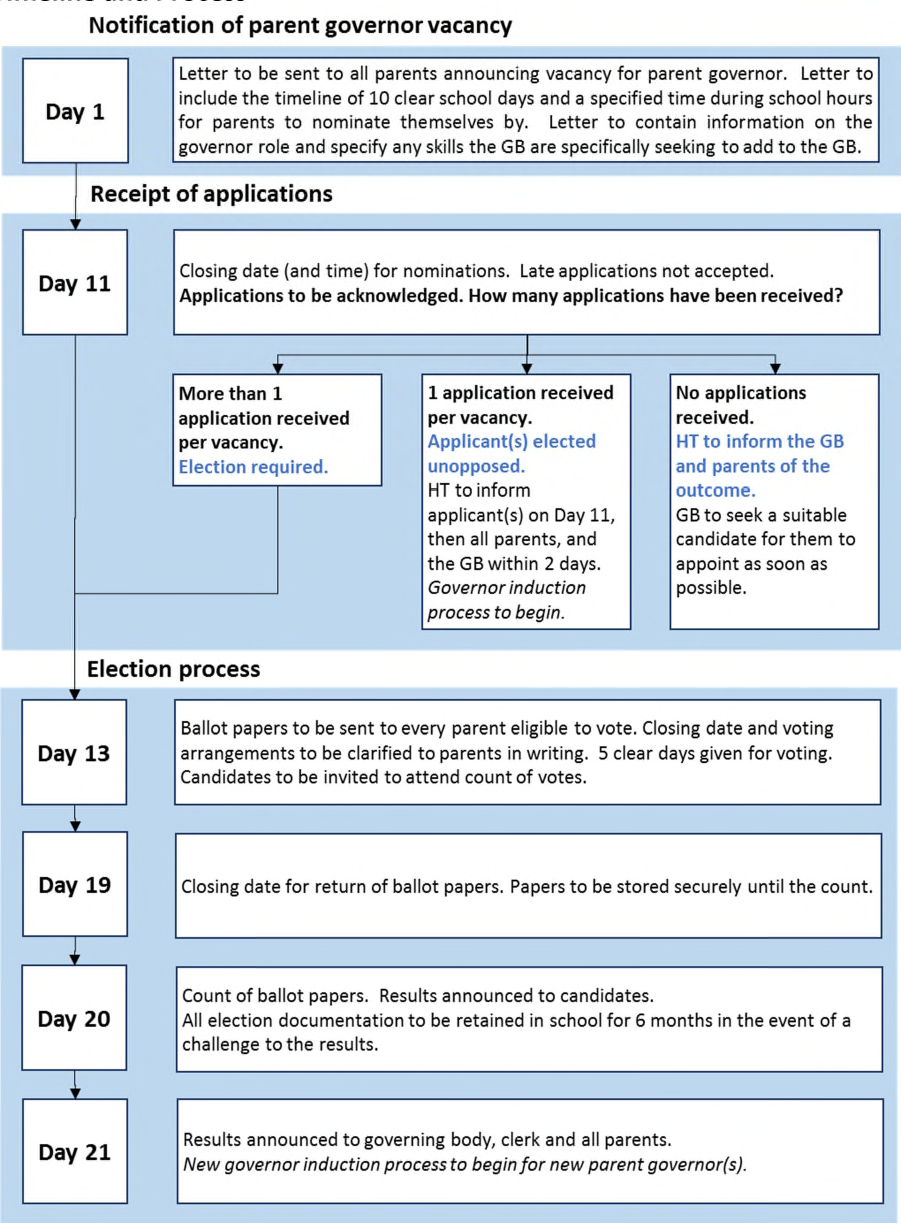 Notification of parent governor vacancy
Day 1
Letter to be sent to all parents announcing vacancy for parent governor. Letter to
include the timeline of 10 clear school days and a specified time during school hours
for parents to nominate themselves by. Letter to contain information on the
governor role and specify any skills the GB are specifically seeking to add to the GB.
Receipt of applications
Day 11
Closing date (and time) for nominations. Late applications not accepted.
Applications to be acknowledged. How many applications have been received?
More than 1
application received
per vacancy.
Election required.
1 application received
per vacancy.
Applicant(s) elected
unopposed.
HT to inform
applicant(s) on Day 11,
then all parents, and
the GB within 2 days.
Governor induction
process to begin.
No applications
received.
HT to inform the GB
and parents of the
outcome.
GB to seek a suitable
candidate for them to
appoint as soon as
possible.
Election process
Day 13
Ballot papers to be sent to every parent eligible to vote. Closing date and voting
arrangements to be clarified to parents in writing. 5 clear days given for voting.
Candidates to be invited to attend count of votes.
Day 19
Closing date for return of ballot papers. Papers to be stored securely until the count.
Day 20
Count of ballot papers. Results announced to candidates.
All election documentation to be retained in school for 6 months in the event of a
challenge to the results.
Day 21
Results announced to governing body, clerk and all parents.
New governor induction process to begin for new parent governor(s).